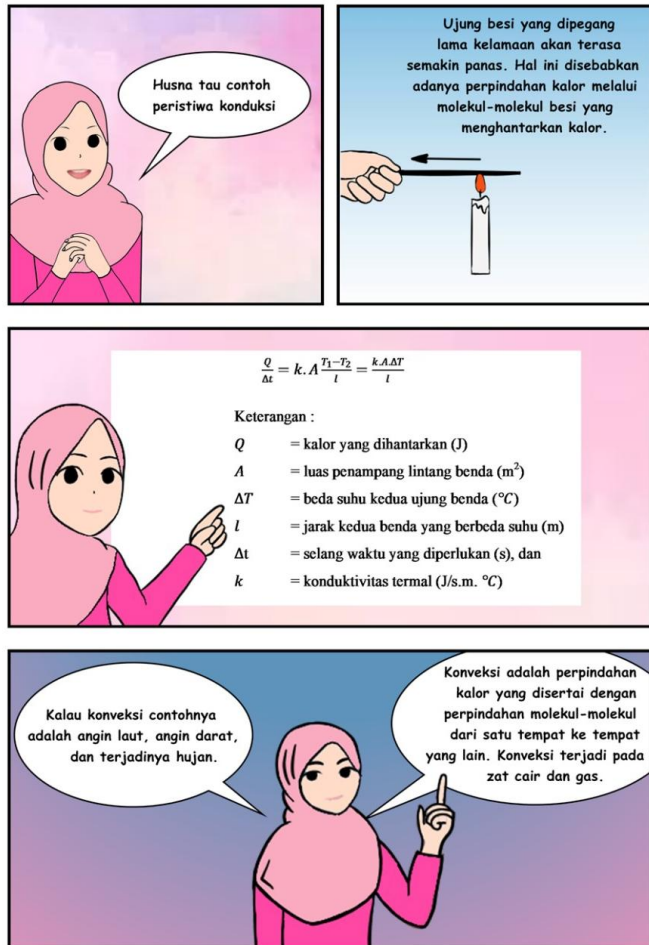 Husna tau contoh
peristiwa konduksi
Ujung besi yang dipegang
lama kelamaan akan terasa
semakin panas. Hal ini disebabkan
adanya perpindahan kalor melalui
molekul-molekul besi yang
menghantarkan kalor.
Q/Δt = k. A T₁−T₂/l = k.A.ΔT/l
Keterangan :
Q = kalor yang dihantarkan (J)
A = luas penampang lintang benda (m²)
ΔT = beda suhu kedua ujung benda (°C)
l = jarak kedua benda yang berbeda suhu (m)
Δt = selang waktu yang diperlukan (s), dan
k = konduktivitas termal (J/s.m. °C)
Kalau konveksi contohnya
adalah angin laut, angin darat,
dan terjadinya hujan.
Konveksi adalah perpindahan
kalor yang disertai dengan
perpindahan molekul-molekul
dari satu tempat ke tempat
yang lain. Konveksi terjadi pada
zat cair dan gas.